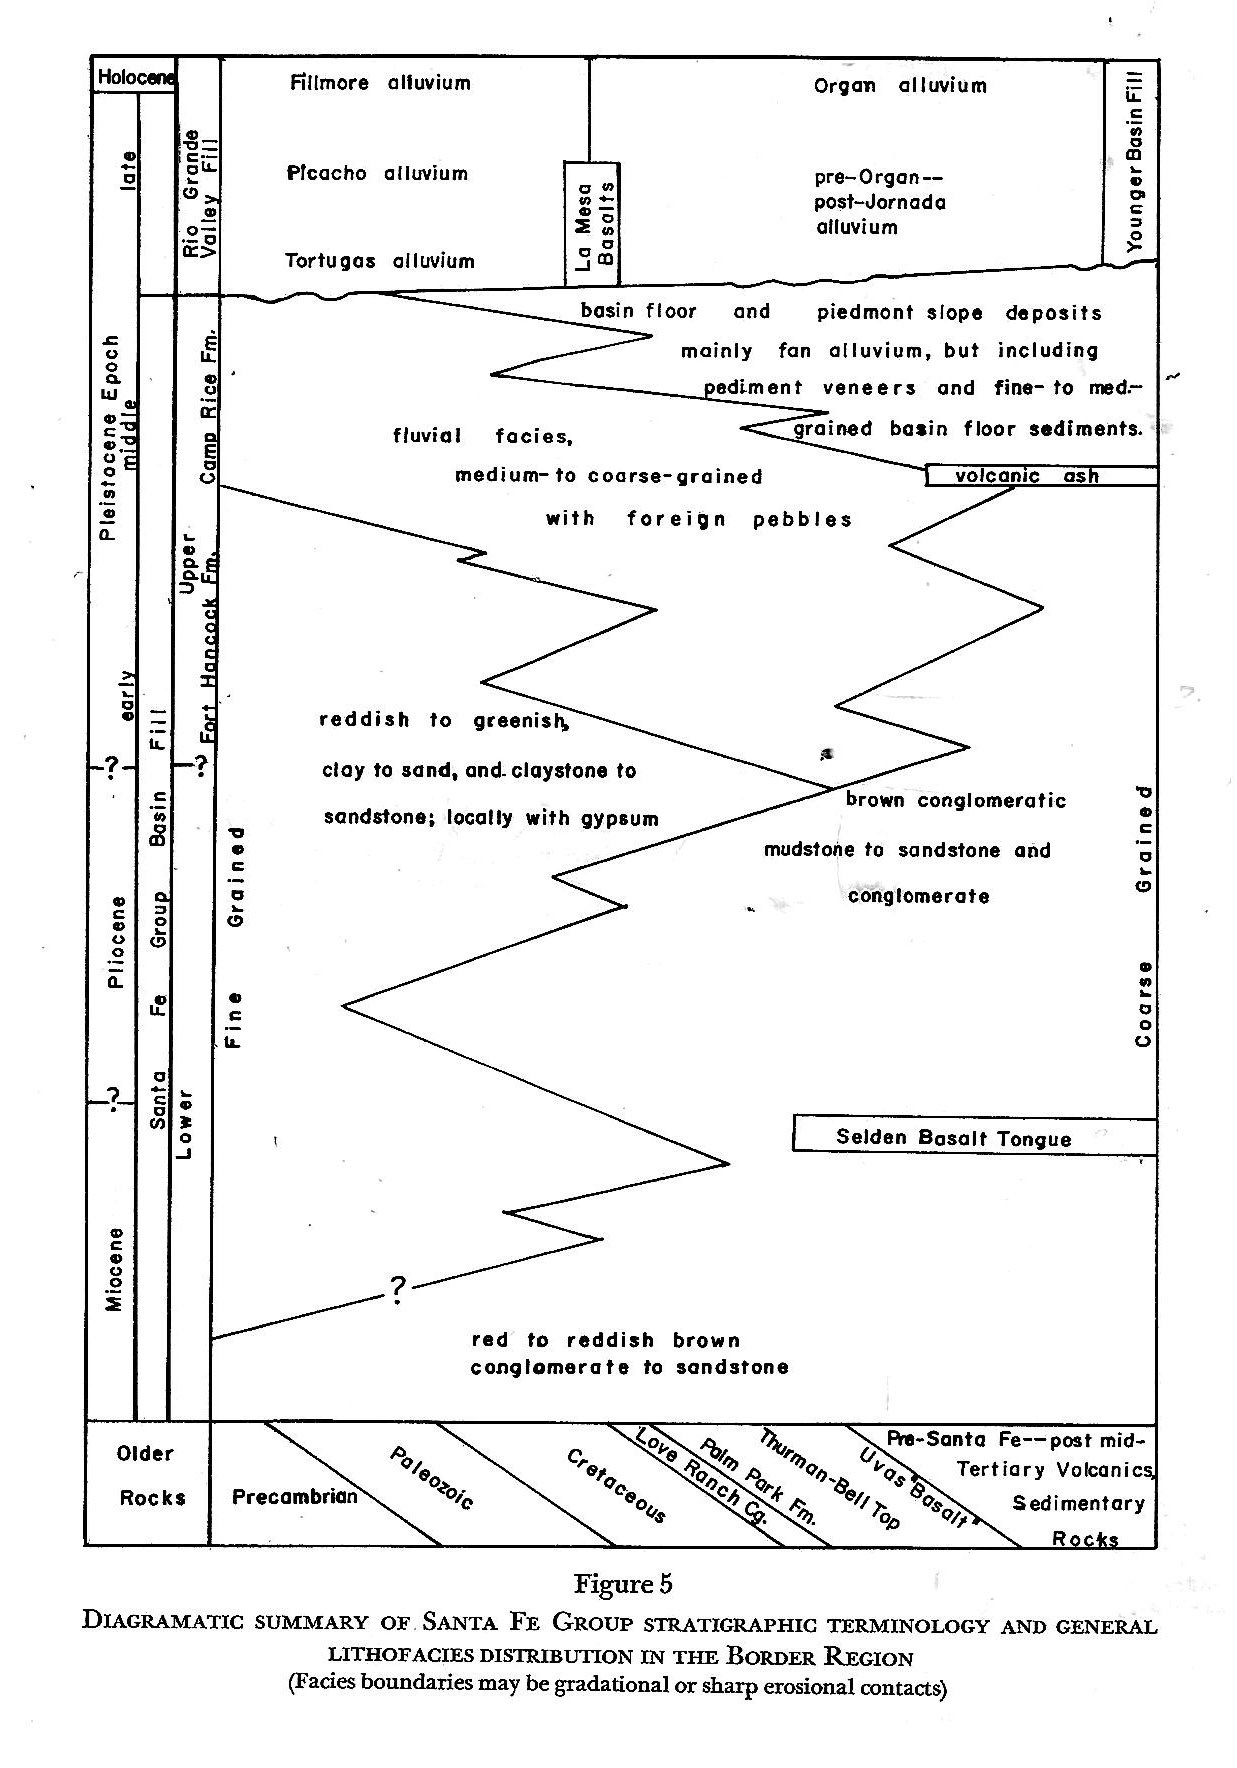 Holocene
late
middle
early
Pleistocene Epoch
?
Pliocene
?
Miocene
Santa Fe Group Basin Fill
Rio Grande
Valley Fill
Camp Rice Fm.
Upper
Fort Hancock Fm.
?
Lower
Fillmore alluvium
Picacho alluvium
Tortugas alluvium
La Mesa
Basalts
Organ alluvium
pre-Organ--
post-Jornada
alluvium
Younger Basin Fill
basin floor and piedmont slope deposits
mainly fan alluvium, but including
pediment veneers and fine- to med.-
grained basin floor sediments.
fluvial facies,
medium- to coarse-grained
with foreign pebbles
volcanic ash
reddish to greenish,
clay to sand, and claystone to
sandstone; locally with gypsum
Fine Grained
brown conglomeratic
mudstone to sandstone and
conglomerate
Coarse Grained
Selden Basalt Tongue
?
red to reddish brown
conglomerate to sandstone
Older
Rocks
Precambrian
Paleozoic
Cretaceous
Love Ranch Cg.
Palm Park Fm.
Thurman-Bell Top
Uvas "Basalt"
Pre-Santa Fe--post mid-
Tertiary Volcanics,
Sedimentary
Rocks
Figure 5
DIAGRAMATIC SUMMARY OF SANTA FE GROUP STRATIGRAPHIC TERMINOLOGY AND GENERAL
LITHOFACIES DISTRIBUTION IN THE BORDER REGION
(Facies boundaries may be gradational or sharp erosional contacts)